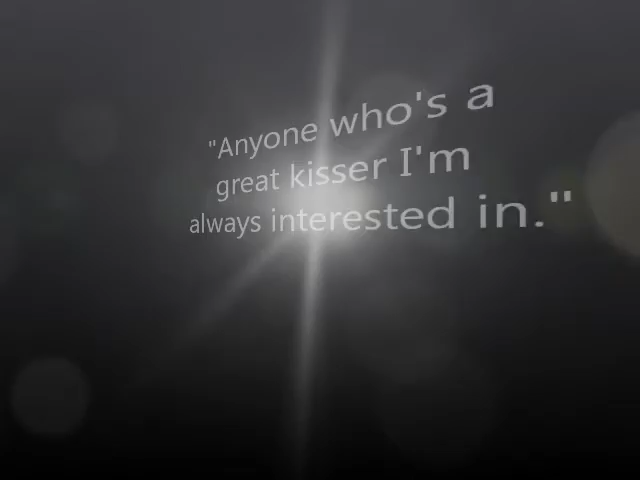 "Anyone who's a
great kisser I'm
always interested in."